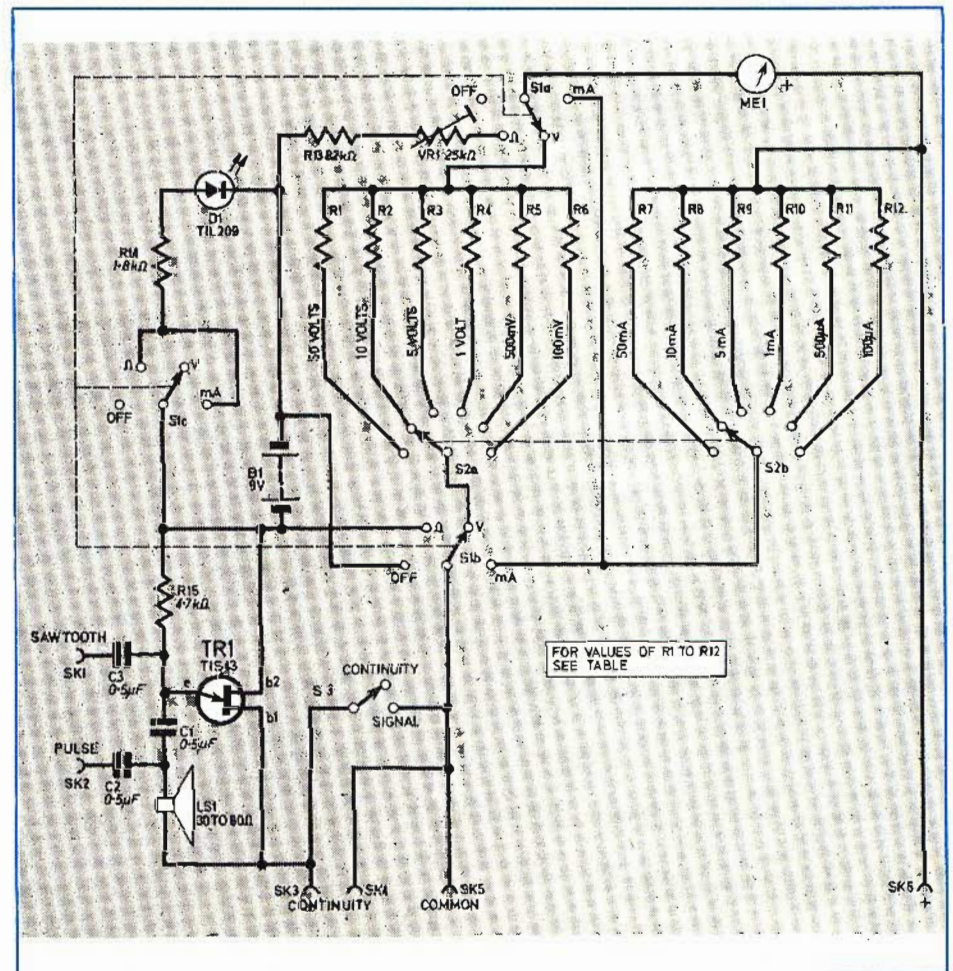 OFF
S1a
mA
ME1
+
R13 82kΩ
VR1 25kΩ
Ω
V
D1
TIL209
R14
1·8kΩ
R1
R2
R3
R4
R5
R6
R7
R8
R9
R10
R11
R12
50 VOLTS
10 VOLTS
5 VOLTS
1 VOLT
500mV
100mV
50mA
10mA
5mA
1mA
500µA
100µA
Ω
V
mA
OFF
S1c
B1
9V
S2a
S2b
Ω
V
S1b
OFF
mA
R15
4·7kΩ
SAWTOOTH
SK1
C3
0·5µF
TR1
TIS43
e
b2
b1
CONTINUITY
S3
SIGNAL
FOR VALUES OF R1 TO R12
SEE TABLE
C1
0·5µF
PULSE
SK2
C2
0·5µF
LS1
30 TO 80Ω
SK3
SK4
SK5
CONTINUITY
COMMON
SK6
+